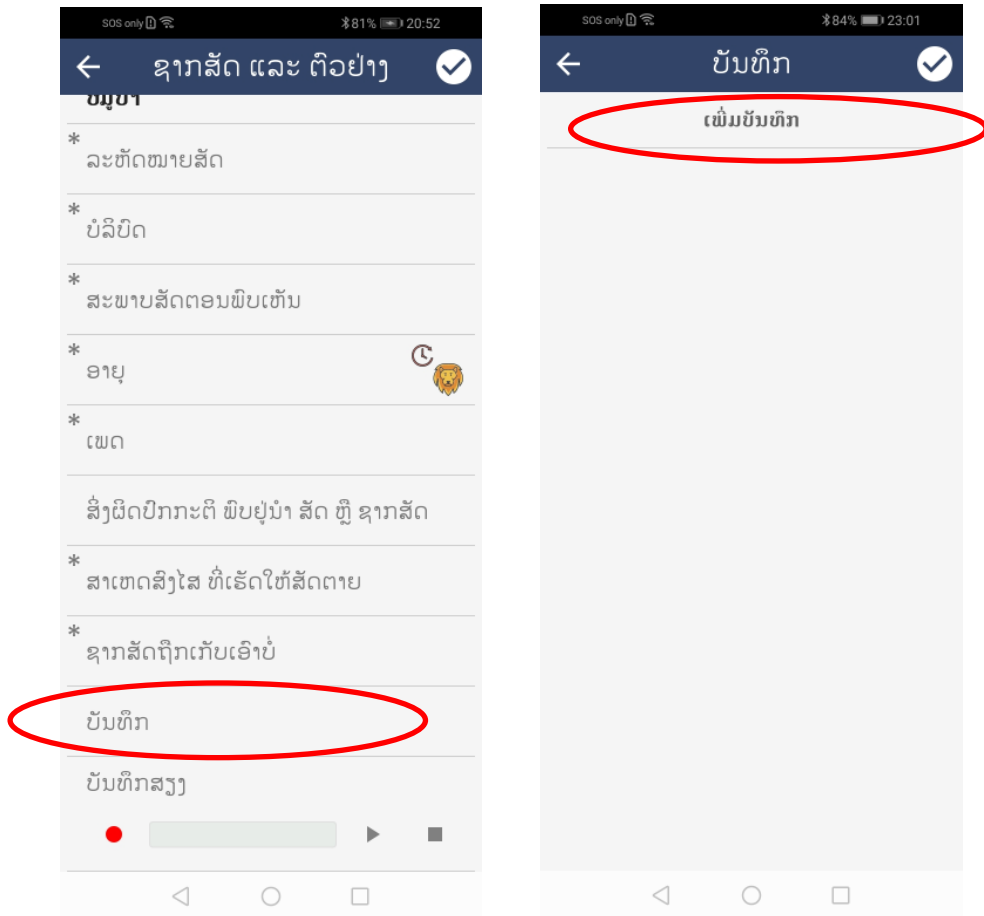 SOS only 81% 20:52
ຊາກສັດ ແລະ ຕົວຢ່າງ
* ລະຫັດໝາຍສັດ
* ບໍລິບົດ
* ສະພາບສັດຕອນພົບເຫັນ
* ອາຍຸ
* ເພດ
ສິ່ງຜິດປົກກະຕິ ພົບຢູ່ນຳ ສັດ ຫຼື ຊາກສັດ
* ສາເຫດສົງໄສ ທີ່ເຮັດໃຫ້ສັດຕາຍ
* ຊາກສັດຖືກເກັບເອົາບໍ່
ບັນທຶກ
ບັນທຶກສຽງ
SOS only 84% 23:01
ບັນທຶກ
ເພີ່ມບັນທຶກ